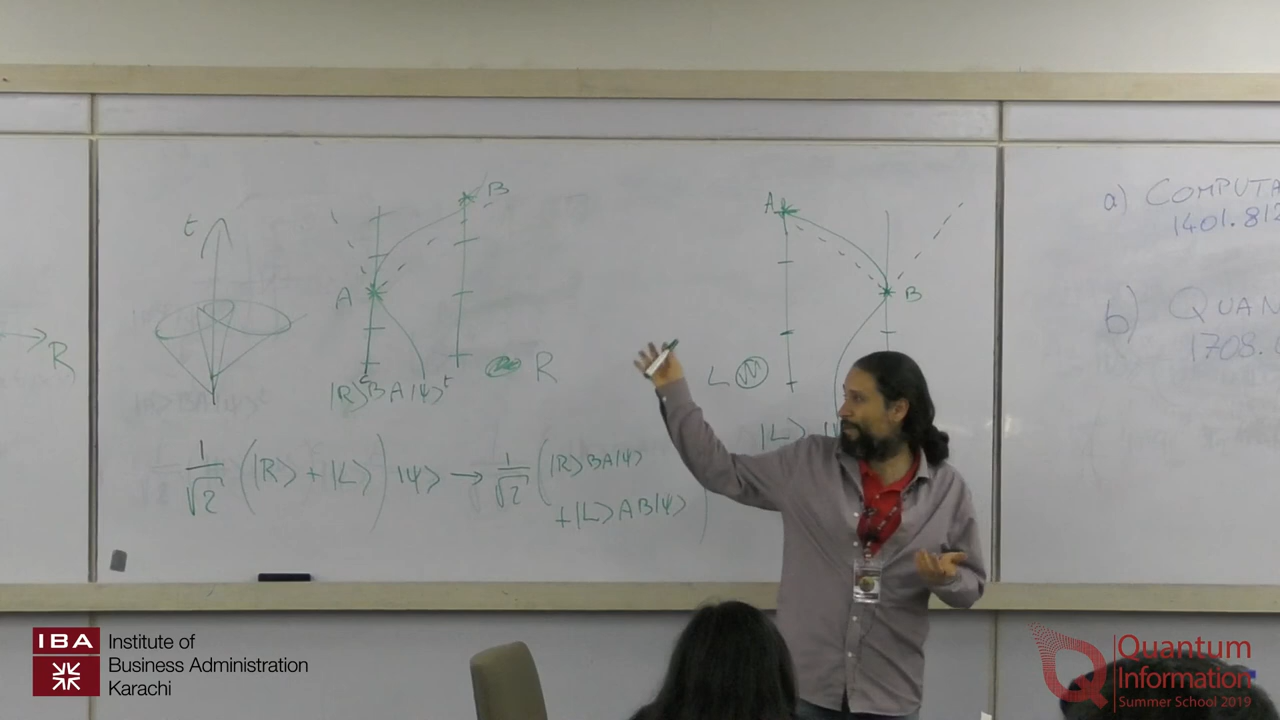 t
R
A
B
|R> BA|ψ>ᵗ
R
A
B
L
|L>
1/√2 (|R> + |L>) |ψ> → 1/√2 (|R> BA|ψ>
+ |L> AB|ψ>)
a) COMPUTA
1401.812
b) QUAN
1708.
IBA
Institute of
Business Administration
Karachi
Quantum
Information
Summer School 2019